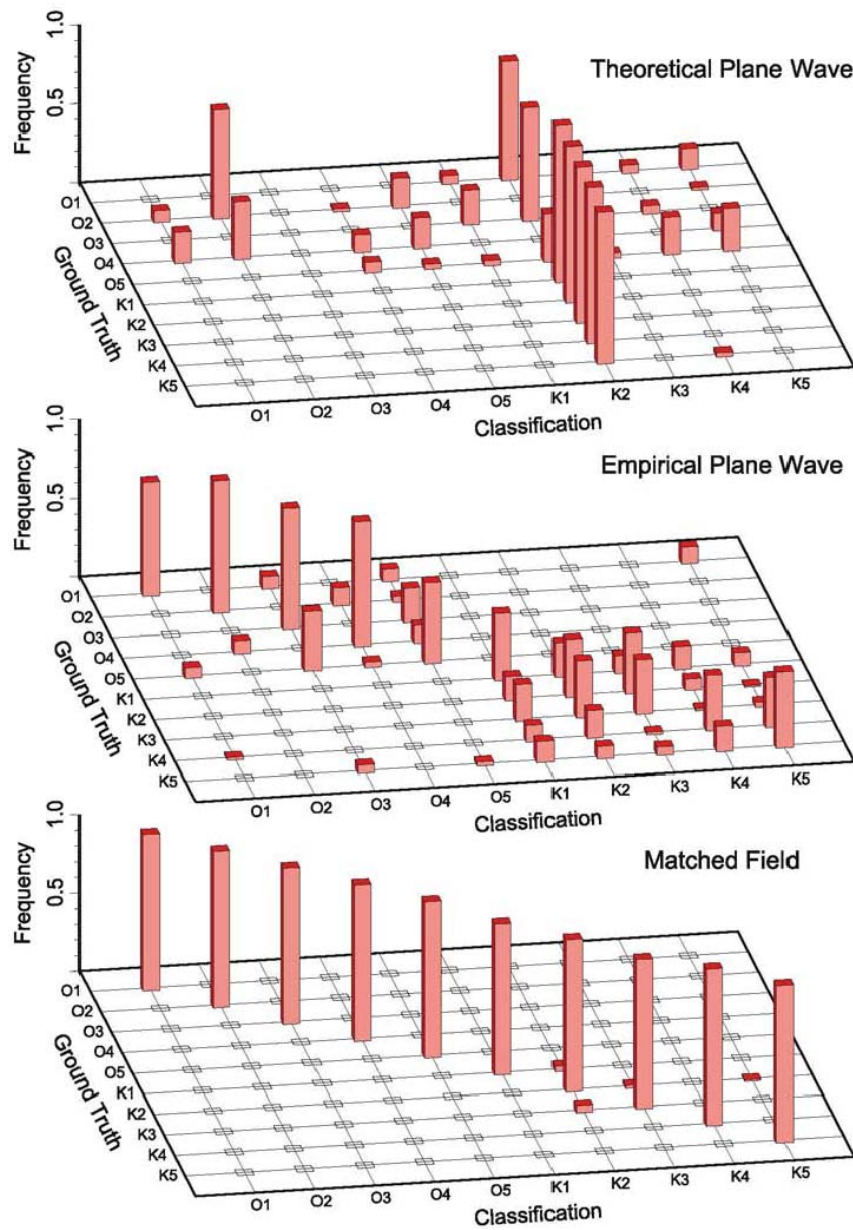 1.0
Theoretical Plane Wave
Frequency
0.5
O1
O2
O3
O4
O5
K1
K2
K3
K4
K5
Ground Truth
O1 O2 O3 O4 O5 K1 K2 K3 K4 K5
Classification
1.0
Empirical Plane Wave
Frequency
0.5
O1
O2
O3
O4
O5
K1
K2
K3
K4
K5
Ground Truth
O1 O2 O3 O4 O5 K1 K2 K3 K4 K5
Classification
1.0
Matched Field
Frequency
0.5
O1
O2
O3
O4
O5
K1
K2
K3
K4
K5
Ground Truth
O1 O2 O3 O4 O5 K1 K2 K3 K4 K5
Classification